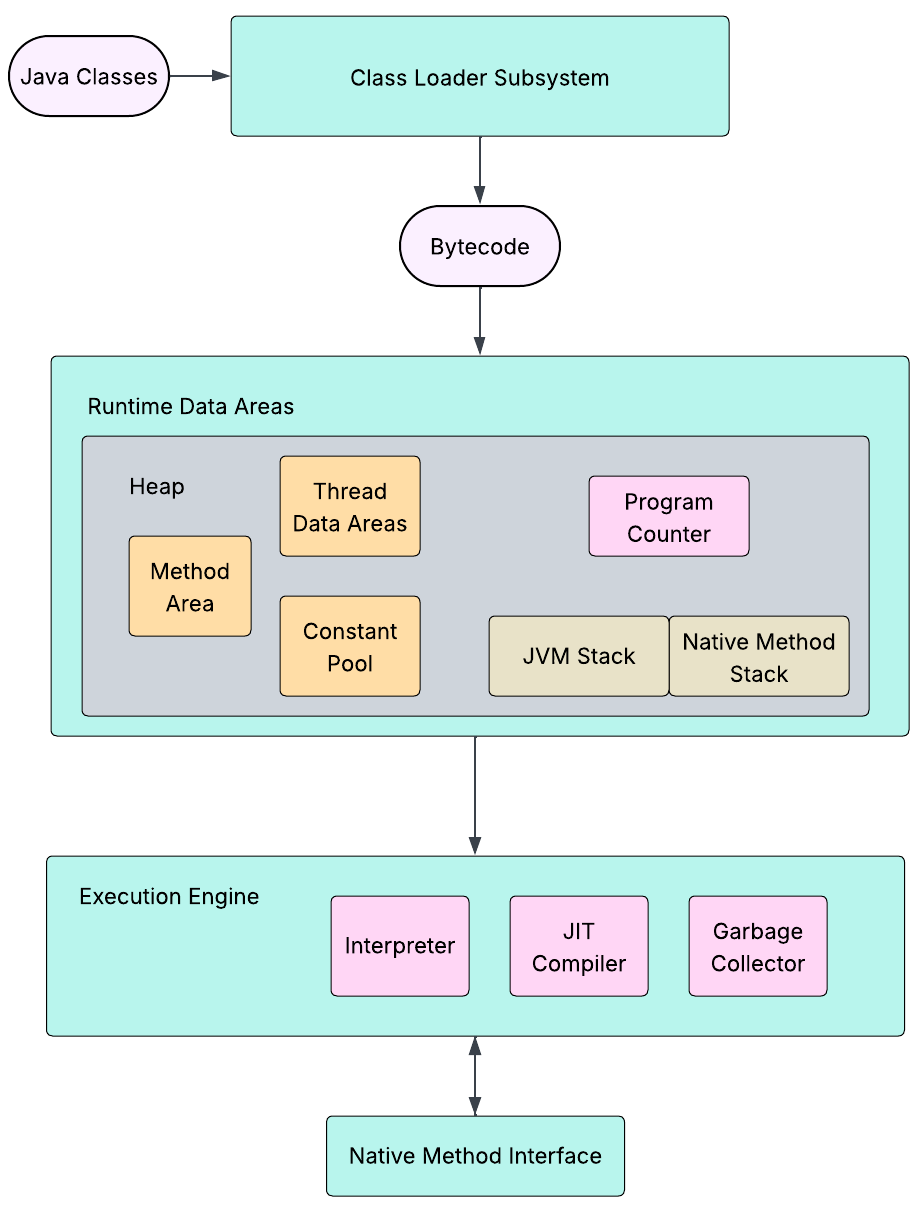 Java Classes
Class Loader Subsystem
Bytecode
Runtime Data Areas
Heap
Thread
Data Areas
Program
Counter
Method
Area
Constant
Pool
JVM Stack
Native Method
Stack
Execution Engine
Interpreter
JIT
Compiler
Garbage
Collector
Native Method Interface